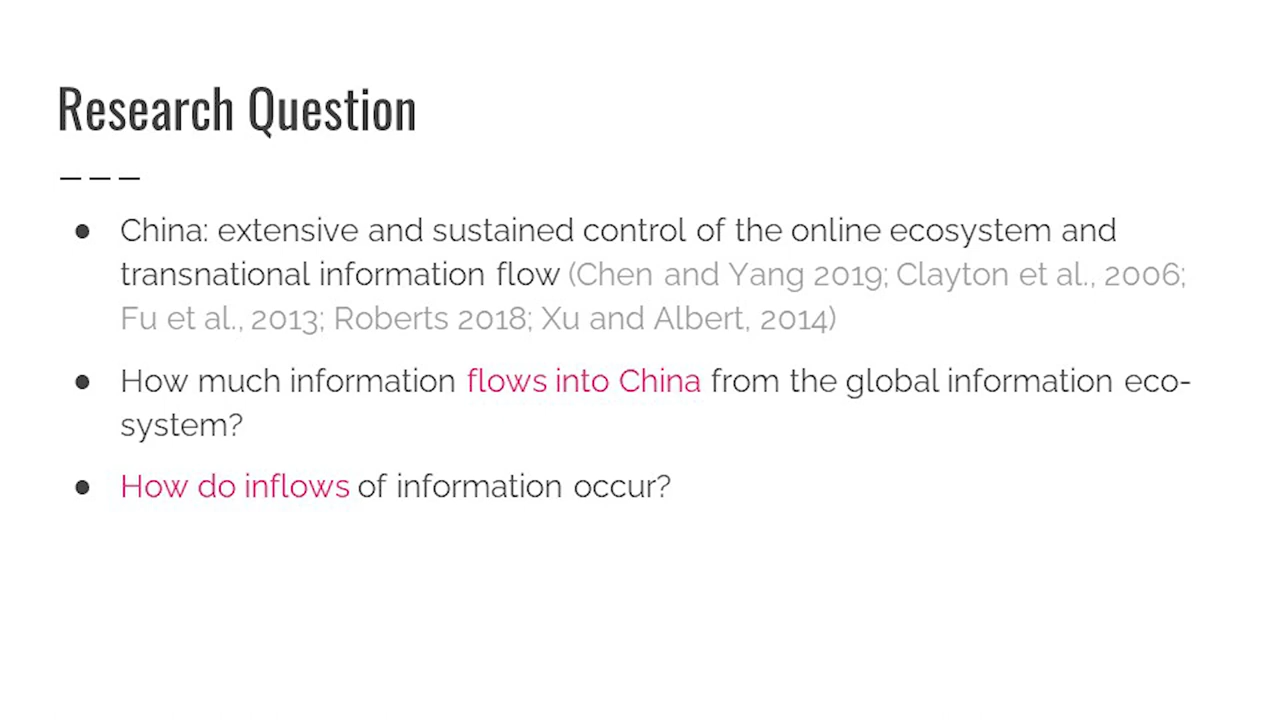 Research Question
● China: extensive and sustained control of the online ecosystem and
transnational information flow (Chen and Yang 2019; Clayton et al., 2006;
Fu et al., 2013; Roberts 2018; Xu and Albert, 2014)
● How much information flows into China from the global information eco-
system?
● How do inflows of information occur?